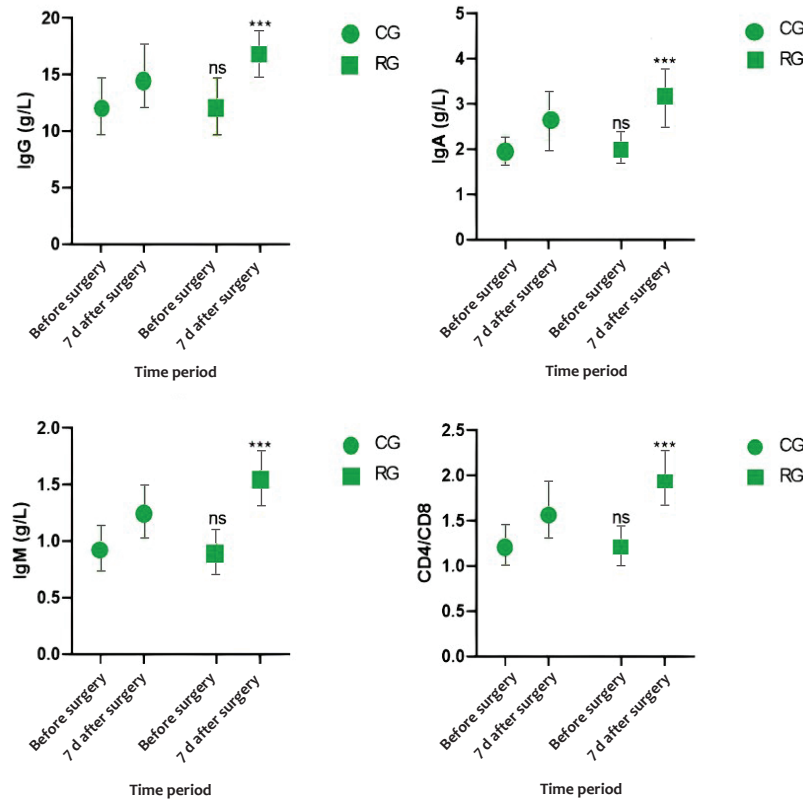 20
15
10
5
0
IgG (g/L)
ns
***
CG
RG
Before surgery
7 d after surgery
Before surgery
7 d after surgery
Time period
5
4
3
2
1
0
IgA (g/L)
ns
***
CG
RG
Before surgery
7 d after surgery
Before surgery
7 d after surgery
Time period
2.0
1.5
1.0
0.5
0.0
IgM (g/L)
ns
***
CG
RG
Before surgery
7 d after surgery
Before surgery
7 d after surgery
Time period
2.5
2.0
1.5
1.0
0.5
0.0
CD4/CD8
ns
***
CG
RG
Before surgery
7 d after surgery
Before surgery
7 d after surgery
Time period